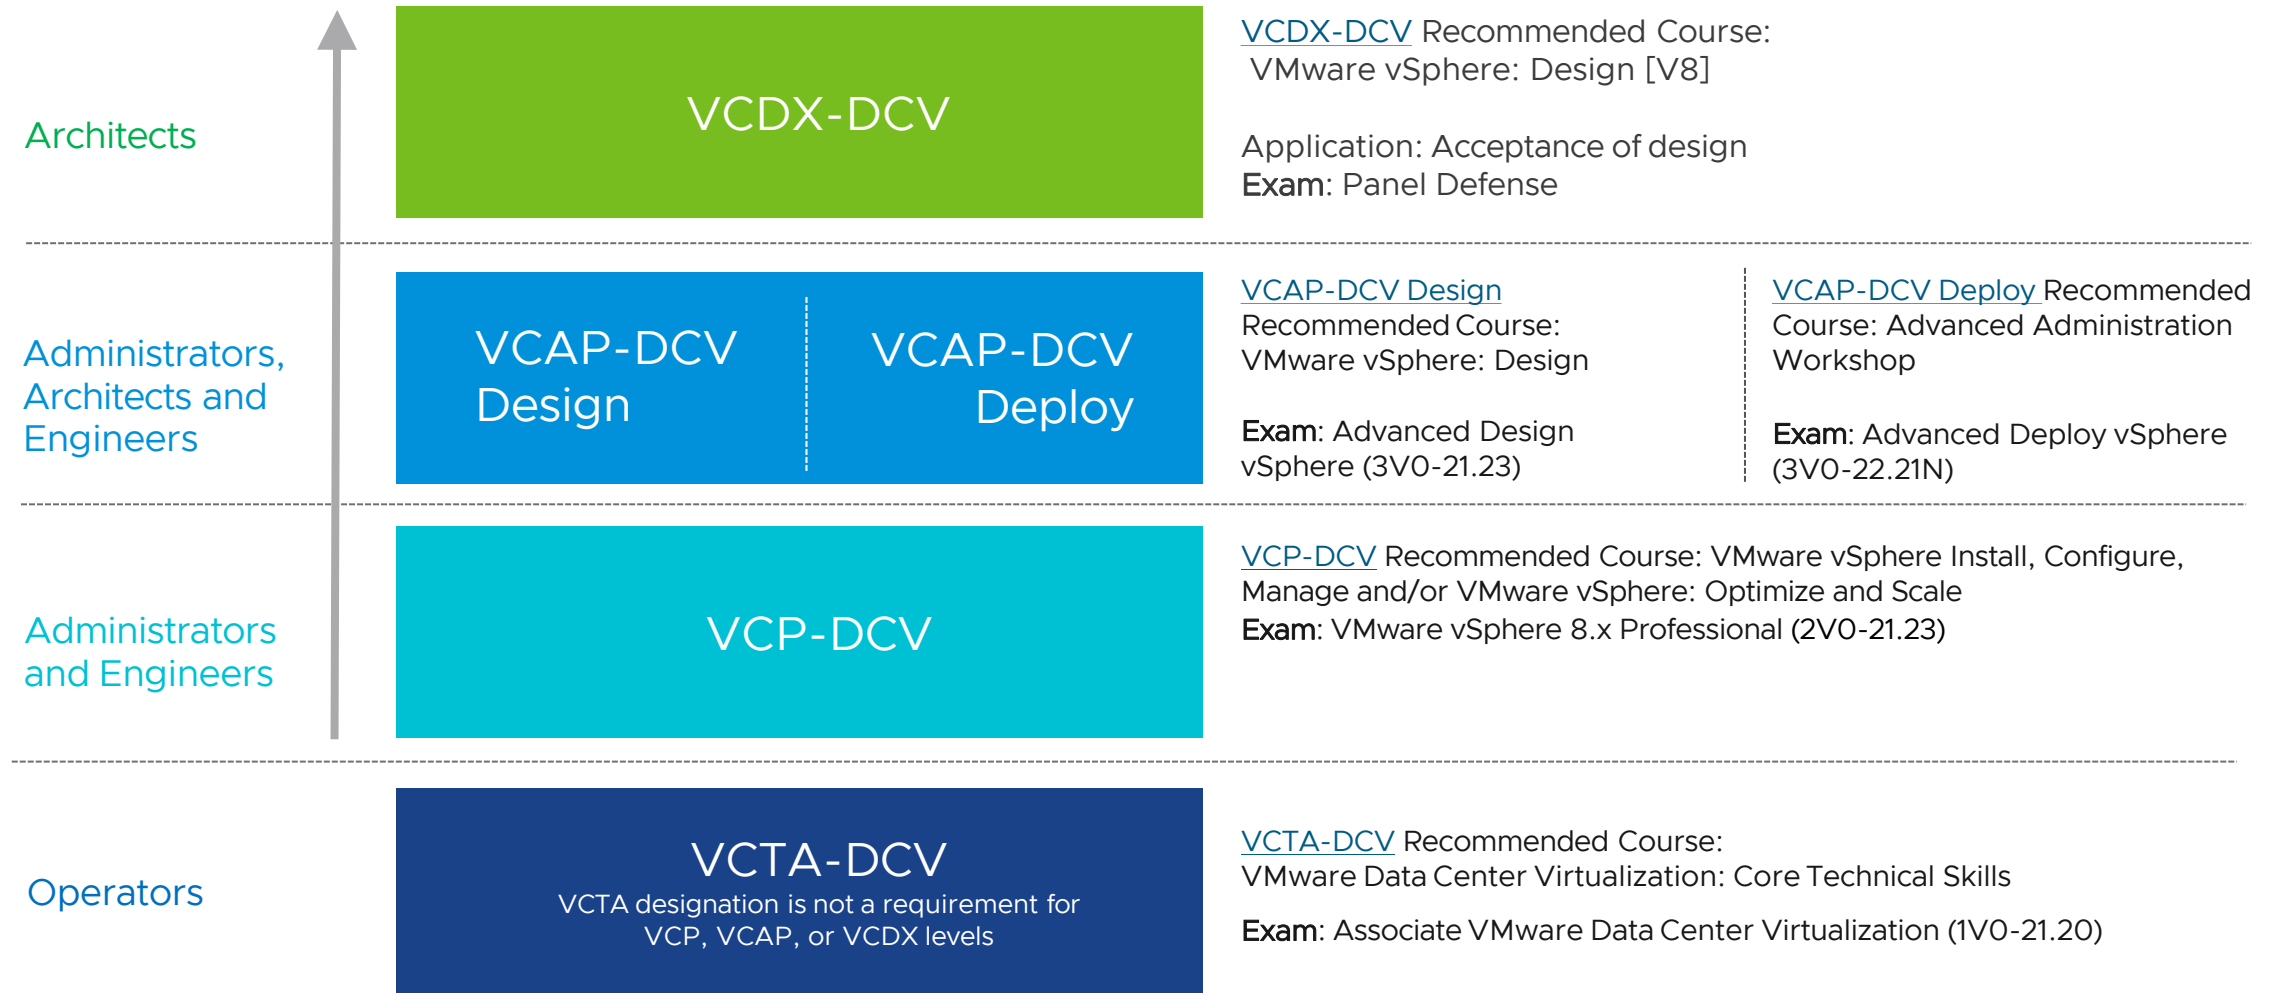 Architects
VCDX-DCV
VCDX-DCV Recommended Course:
VMware vSphere: Design [V8]
Application: Acceptance of design
Exam: Panel Defense
Administrators,
Architects and
Engineers
VCAP-DCV
Design
VCAP-DCV
Deploy
VCAP-DCV Design
Recommended Course:
VMware vSphere: Design
Exam: Advanced Design
vSphere (3V0-21.23)
VCAP-DCV Deploy Recommended
Course: Advanced Administration
Workshop
Exam: Advanced Deploy vSphere
(3V0-22.21N)
Administrators
and Engineers
VCP-DCV
VCP-DCV Recommended Course: VMware vSphere Install, Configure,
Manage and/or VMware vSphere: Optimize and Scale
Exam: VMware vSphere 8.x Professional (2V0-21.23)
Operators
VCTA-DCV
VCTA designation is not a requirement for
VCP, VCAP, or VCDX levels
VCTA-DCV Recommended Course:
VMware Data Center Virtualization: Core Technical Skills
Exam: Associate VMware Data Center Virtualization (1V0-21.20)